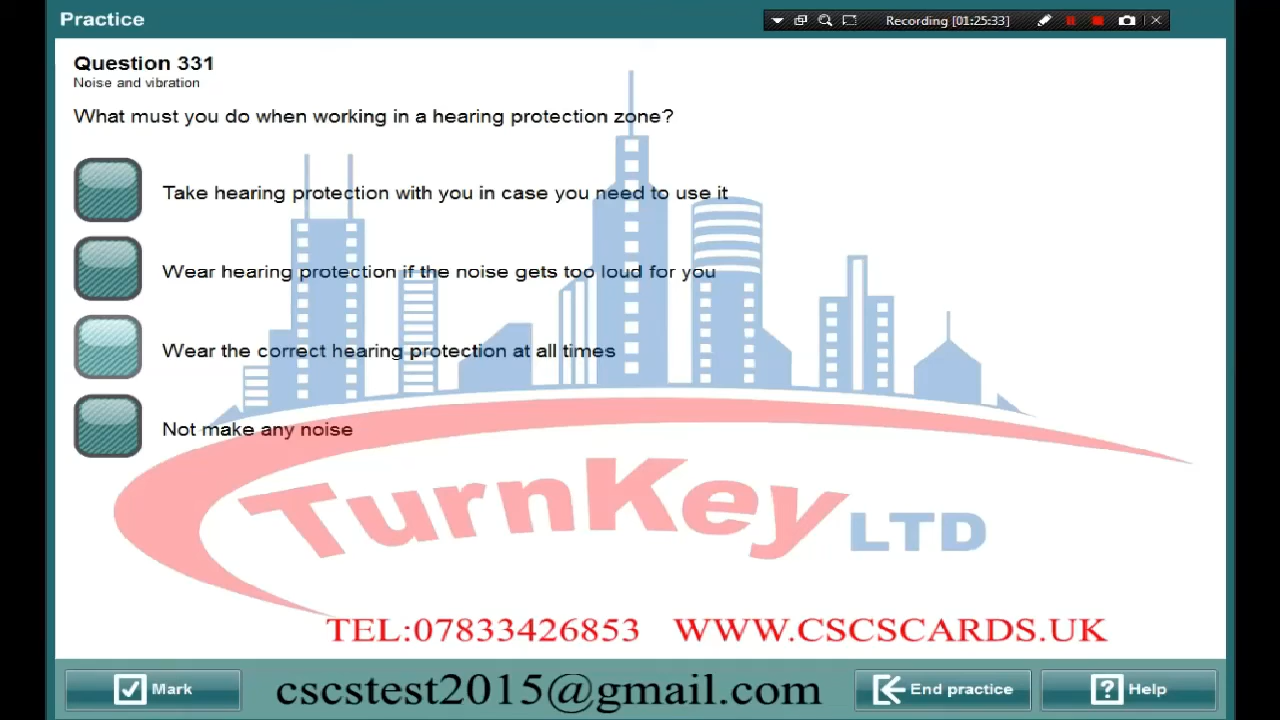 Practice
Recording [01:25:33]
Question 331
Noise and vibration
What must you do when working in a hearing protection zone?
Take hearing protection with you in case you need to use it
Wear hearing protection if the noise gets too loud for you
Wear the correct hearing protection at all times
Not make any noise
TurnKey LTD
TEL:07833426853 WWW.CSCSCARDS.UK
Mark
cscstest2015@gmail.com
End practice
Help